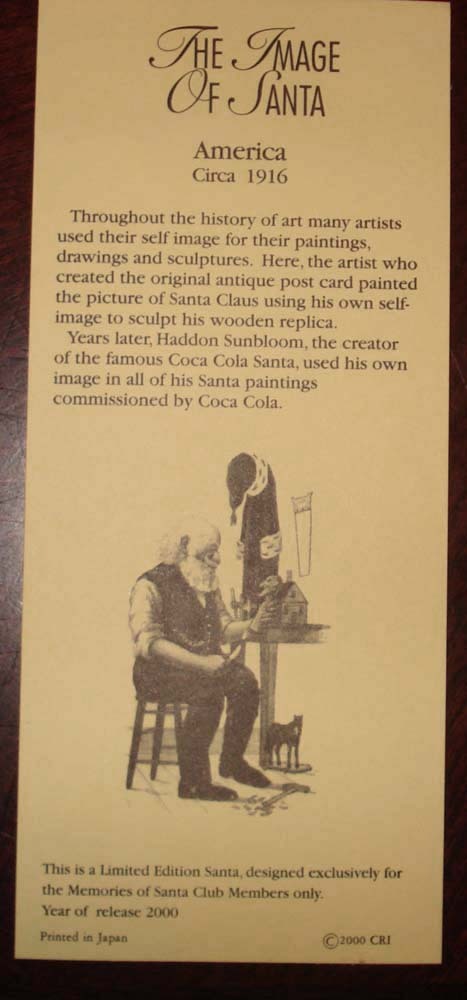 THE IMAGE
OF SANTA
America
Circa 1916
Throughout the history of art many artists
used their self image for their paintings,
drawings and sculptures. Here, the artist who
created the original antique post card painted
the picture of Santa Claus using his own self-
image to sculpt his wooden replica.
Years later, Haddon Sunbloom, the creator
of the famous Coca Cola Santa, used his own
image in all of his Santa paintings
commissioned by Coca Cola.
This is a Limited Edition Santa, designed exclusively for
the Memories of Santa Club Members only.
Year of release 2000
Printed in Japan
©2000 CRI